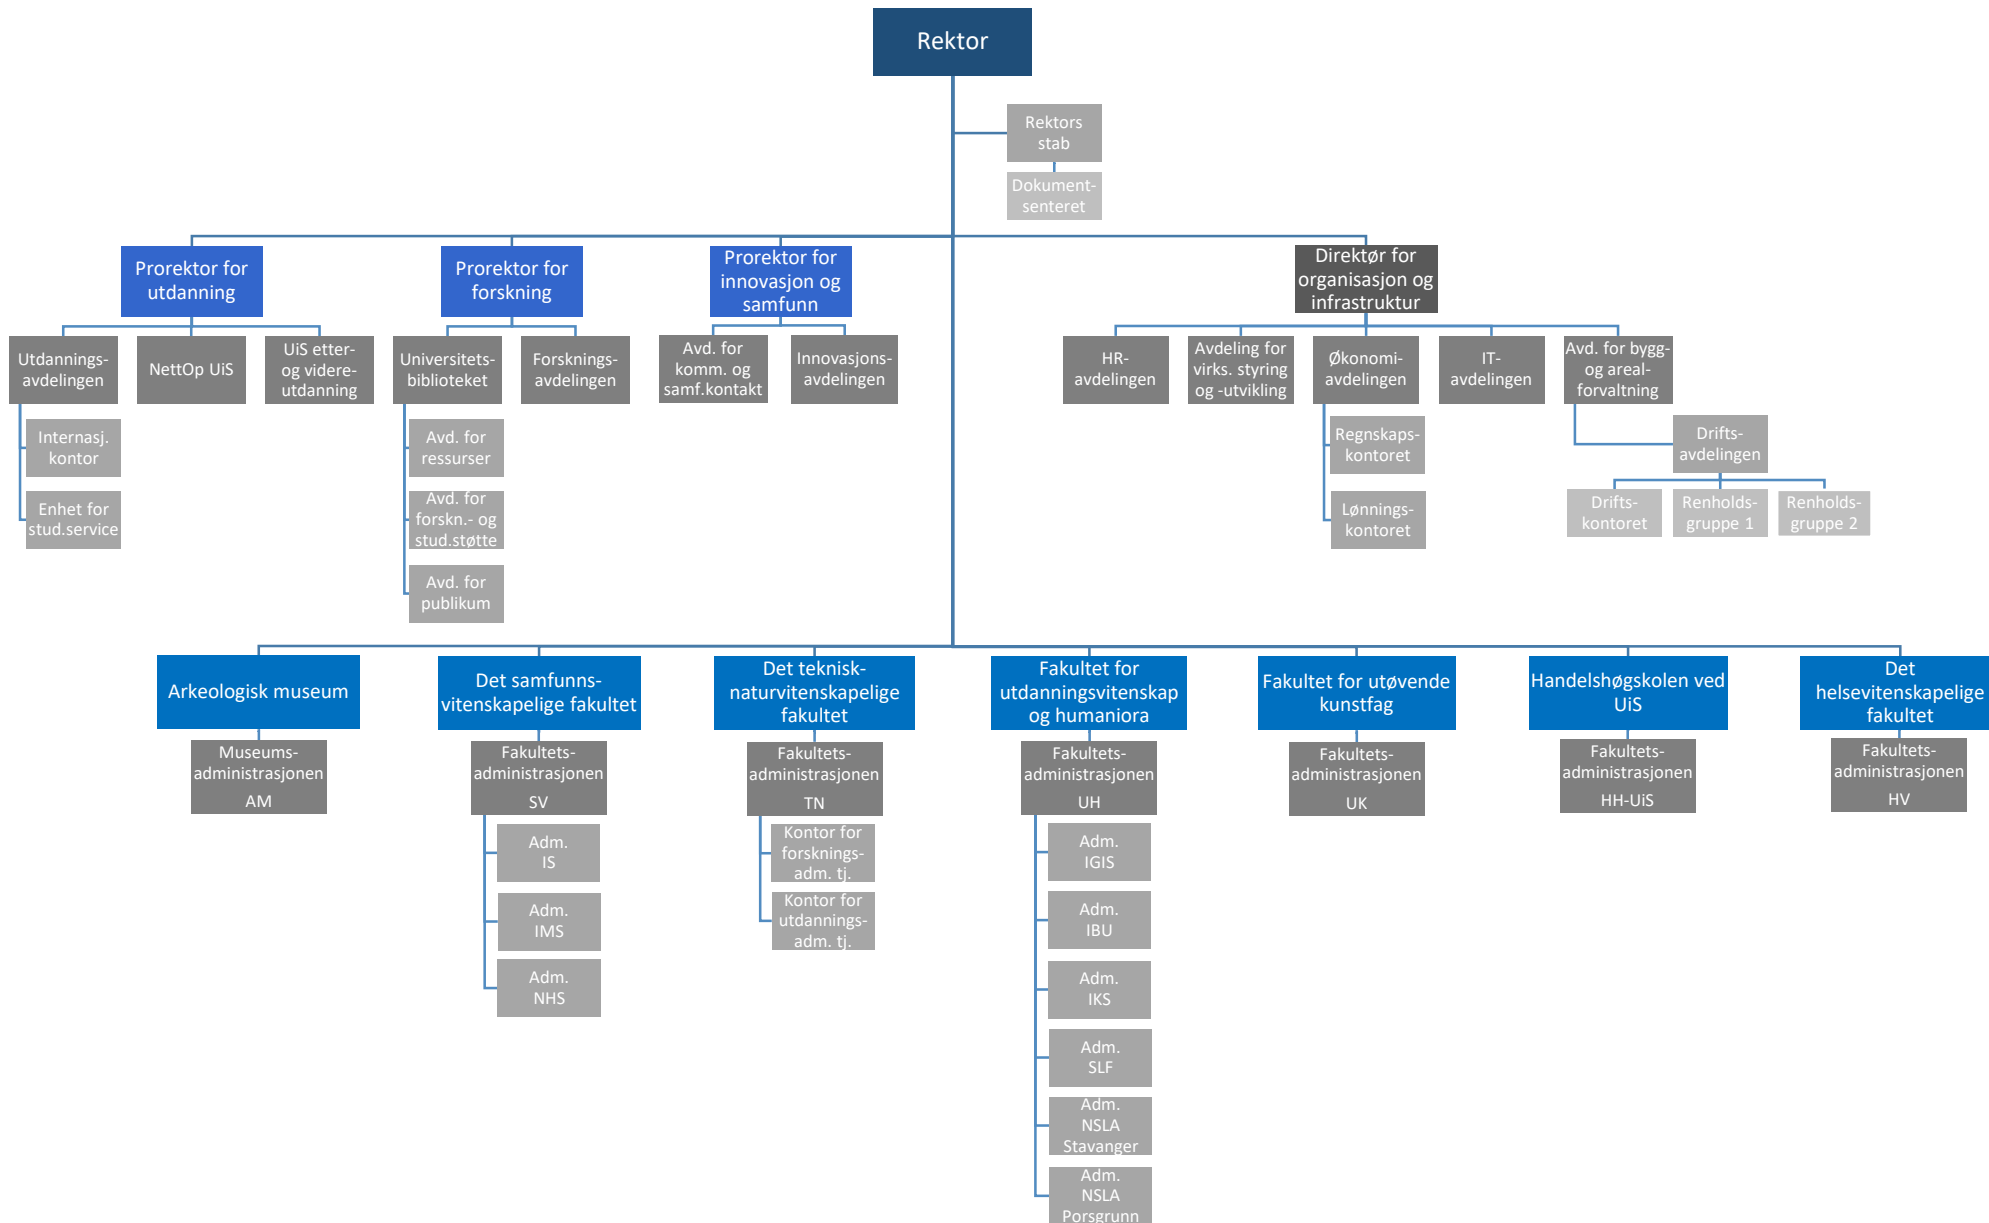 Rektor
Rektors
stab
Dokument-
senteret
Prorektor for
utdanning
Prorektor for
forskning
Prorektor for
innovasjon og
samfunn
Direktør for
organisasjon og
infrastruktur
Utdannings-
avdelingen
NettOp UiS
UiS etter-
og videre-
utdanning
Universitets-
biblioteket
Forsknings-
avdelingen
Avd. for
komm. og
samf.kontakt
Innovasjons-
avdelingen
HR-
avdelingen
Avdeling for
virks. styring
og -utvikling
Økonomi-
avdelingen
IT-
avdelingen
Avd. for bygg-
og areal-
forvaltning
Internasj.
kontor
Enhet for
stud.service
Avd. for
ressurser
Avd. for
forskn.- og
stud.støtte
Avd. for
publikum
Regnskaps-
kontoret
Lønnings-
kontoret
Drifts-
avdelingen
Drifts-
kontoret
Renholds-
gruppe 1
Renholds-
gruppe 2
Arkeologisk museum
Det samfunns-
vitenskapelige fakultet
Det teknisk-
naturvitenskapelige
fakultet
Fakultet for
utdanningsvitenskap
og humaniora
Fakultet for utøvende
kunstfag
Handelshøgskolen ved
UiS
Det
helsevitenskapelige
fakultet
Museums-
administrasjonen
AM
Fakultets-
administrasjonen
SV
Fakultets-
administrasjonen
TN
Fakultets-
administrasjonen
UH
Fakultets-
administrasjonen
UK
Fakultets-
administrasjonen
HH-UiS
Fakultets-
administrasjonen
HV
Adm.
IS
Adm.
IMS
Adm.
NHS
Kontor for
forsknings-
adm. tj.
Kontor for
utdannings-
adm. tj.
Adm.
IGIS
Adm.
IBU
Adm.
IKS
Adm.
SLF
Adm.
NSLA
Stavanger
Adm.
NSLA
Porsgrunn